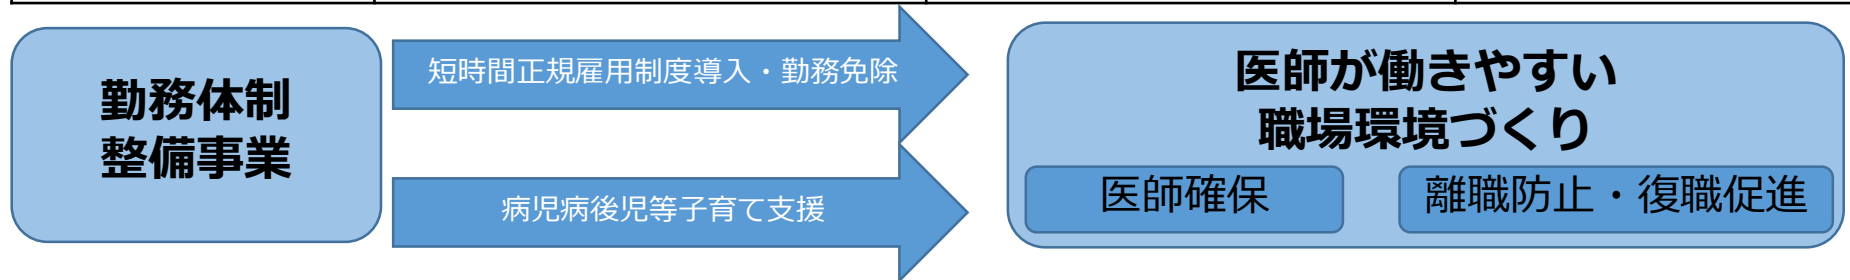 勤務体制
整備事業
短時間正規雇用制度導入・勤務免除
病児病後児等子育て支援
医師が働きやすい
職場環境づくり
医師確保
離職防止・復職促進